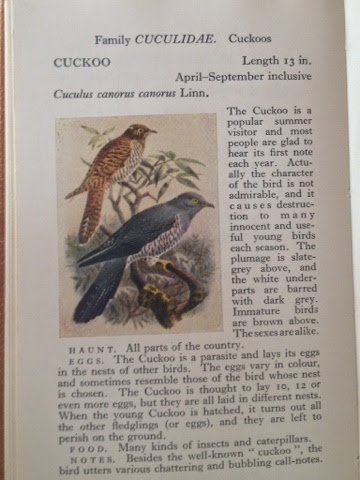 Family CUCULIDAE. Cuckoos
CUCKOO Length 13 in.
April–September inclusive
Cuculus canorus canorus Linn.
The Cuckoo is a
popular summer
visitor and most
people are glad to
hear its first note
each year. Actu-
ally the character
of the bird is not
admirable, and it
causes destruc-
tion to many
innocent and use-
ful young birds
each season. The
plumage is slate-
grey above, and
the white under-
parts are barred
with dark grey.
Immature birds
are brown above.
The sexes are alike.
HAUNT. All parts of the country.
EGGS. The Cuckoo is a parasite and lays its eggs
in the nests of other birds. The eggs vary in colour,
and sometimes resemble those of the bird whose nest
is chosen. The Cuckoo is thought to lay 10, 12 or
even more eggs, but they are all laid in different nests.
When the young Cuckoo is hatched, it turns out all
the other fledglings (or eggs), and they are left to
perish on the ground.
FOOD. Many kinds of insects and caterpillars.
NOTES. Besides the well-known "cuckoo", the
bird utters various chattering and bubbling call-notes.